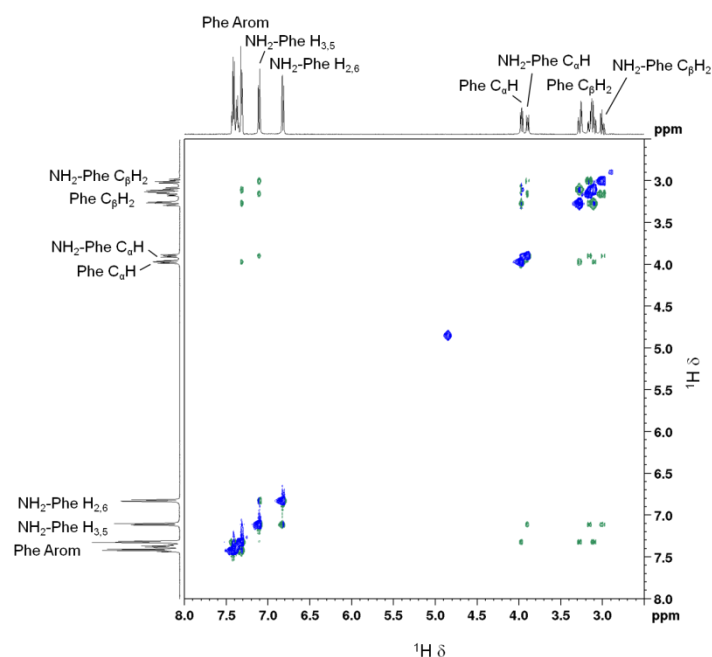 Phe Arom
NH₂-Phe H₃,₅
NH₂-Phe H₂,₆
NH₂-Phe CαH
NH₂-Phe CβH₂
Phe CαH
Phe CβH₂
ppm
NH₂-Phe CβH₂
Phe CβH₂
NH₂-Phe CαH
Phe CαH
NH₂-Phe H₂,₆
NH₂-Phe H₃,₅
Phe Arom
3.0
3.5
4.0
4.5
5.0
5.5
6.0
6.5
7.0
7.5
8.0
¹H δ
8.0 7.5 7.0 6.5 6.0 5.5 5.0 4.5 4.0 3.5 3.0 ppm
¹H δ